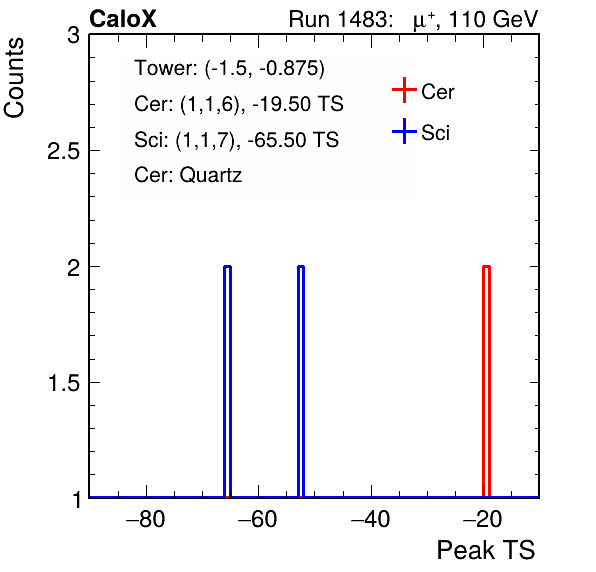 CaloX Run 1483: μ⁺, 110 GeV
Counts
3
2.5
2
1.5
1
Tower: (-1.5, -0.875)
Cer: (1,1,6), -19.50 TS
Sci: (1,1,7), -65.50 TS
Cer: Quartz
Cer
Sci
−80 −60 −40 −20
Peak TS